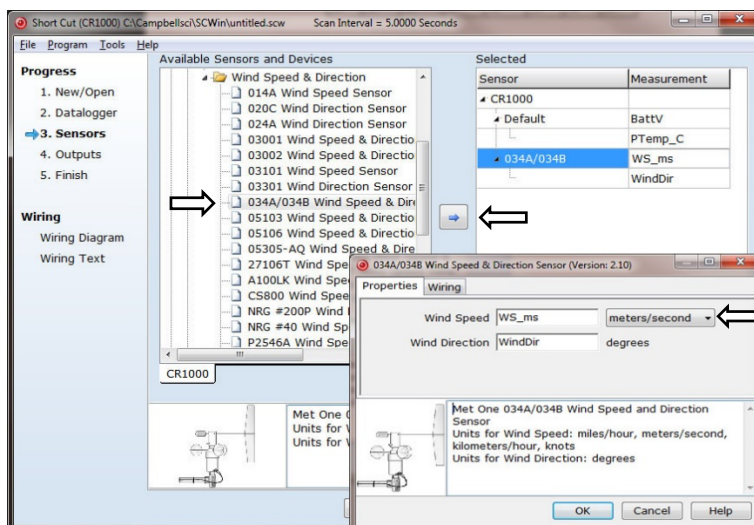 Short Cut (CR1000) C:\Campbellsci\SCWin\untitled.scw Scan Interval = 5.0000 Seconds
File Program Tools Help
Progress
1. New/Open
2. Datalogger
3. Sensors
4. Outputs
5. Finish
Wiring
Wiring Diagram
Wiring Text
Available Sensors and Devices
Wind Speed & Direction
014A Wind Speed Sensor
020C Wind Direction Sensor
024A Wind Direction Sensor
03001 Wind Speed & Directio
03002 Wind Speed & Directio
03101 Wind Speed Sensor
03301 Wind Direction Sensor
034A/034B Wind Speed & Dire
05103 Wind Speed & Directio
05106 Wind Speed & Directio
05305-AQ Wind Speed & Dire
27106T Wind Spe
A100LK Wind Spe
CS800 Wind Spee
NRG #200P Wind
NRG #40 Wind Sp
P2546A Wind Spe
CR1000
Met One
Units for
Units for
Selected
Sensor Measurement
CR1000
Default BattV
PTemp_C
034A/034B WS_ms
WindDir
034A/034B Wind Speed & Direction Sensor (Version: 2.10)
Properties Wiring
Wind Speed WS_ms meters/second
Wind Direction WindDir degrees
Met One 034A/034B Wind Speed and Direction
Sensor
Units for Wind Speed: miles/hour, meters/second,
kilometers/hour, knots
Units for Wind Direction: degrees
OK Cancel Help